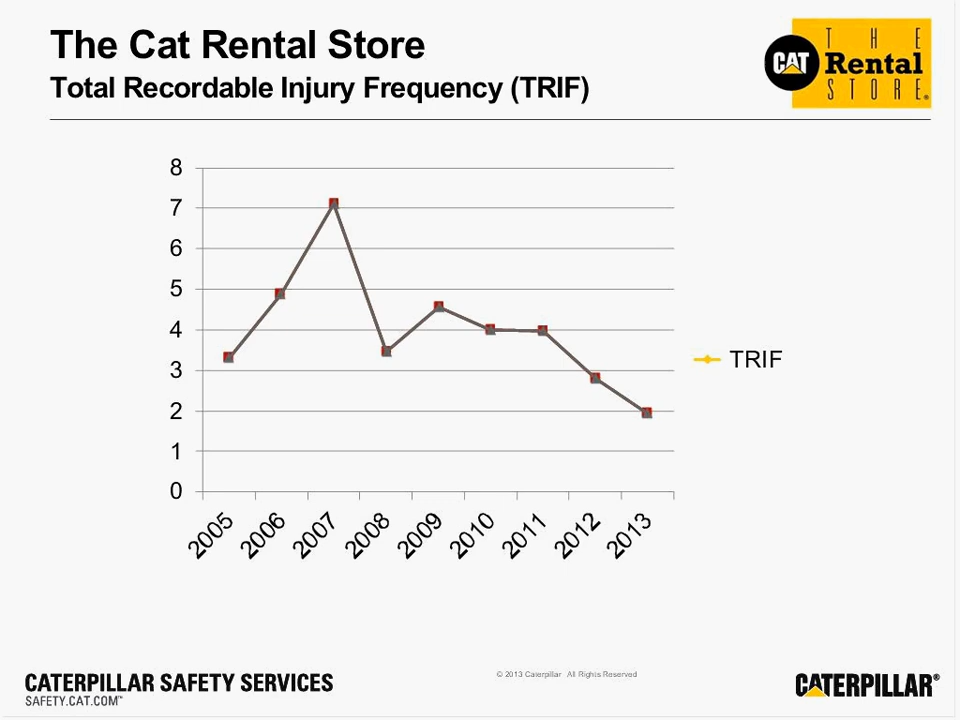 The Cat Rental Store
Total Recordable Injury Frequency (TRIF)
THE
CAT Rental
STORE®
8
7
6
5
4
3
2
1
0
2005 2006 2007 2008 2009 2010 2011 2012 2013
TRIF
CATERPILLAR SAFETY SERVICES
SAFETY.CAT.COM™
© 2013 Caterpillar All Rights Reserved
CATERPILLAR®